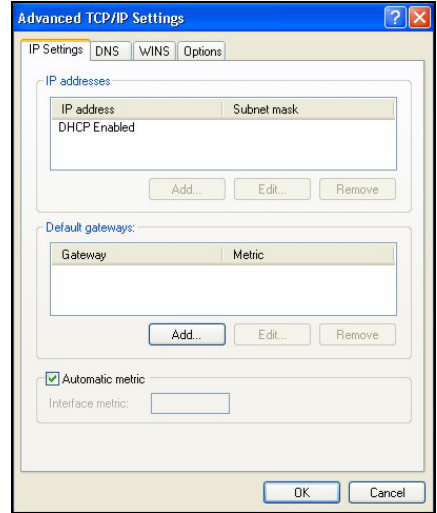 Advanced TCP/IP Settings
IP Settings DNS WINS Options
IP addresses
IP address Subnet mask
DHCP Enabled
Add... Edit... Remove
Default gateways:
Gateway Metric
Add... Edit... Remove
Automatic metric
Interface metric:
OK Cancel